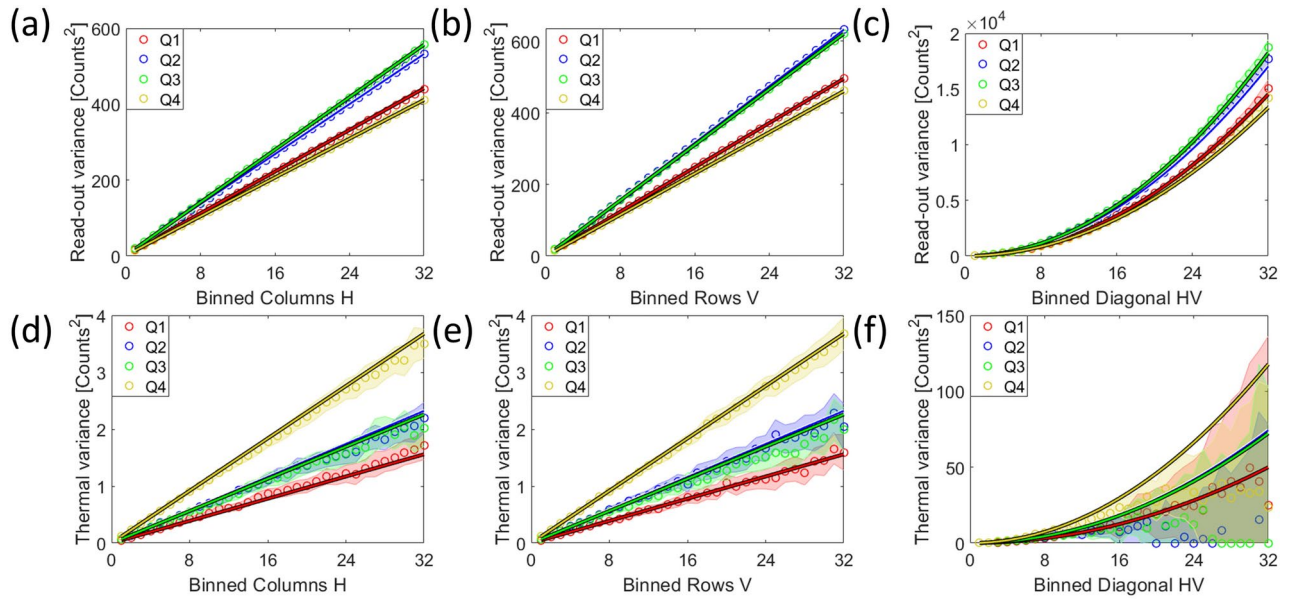 (a)
600
400
200
0
Read-out variance [Counts²]
Q1
Q2
Q3
Q4
0 8 16 24 32
Binned Columns H
(b)
600
400
200
0
Read-out variance [Counts²]
Q1
Q2
Q3
Q4
0 8 16 24 32
Binned Rows V
(c)
×10⁴
2
1.5
1
0.5
0
Read-out variance [Counts²]
Q1
Q2
Q3
Q4
0 8 16 24 32
Binned Diagonal HV
(d)
4
3
2
1
0
Thermal variance [Counts²]
Q1
Q2
Q3
Q4
0 8 16 24 32
Binned Columns H
(e)
4
3
2
1
0
Thermal variance [Counts²]
Q1
Q2
Q3
Q4
0 8 16 24 32
Binned Rows V
(f)
150
100
50
0
Thermal variance [Counts²]
Q1
Q2
Q3
Q4
0 8 16 24 32
Binned Diagonal HV